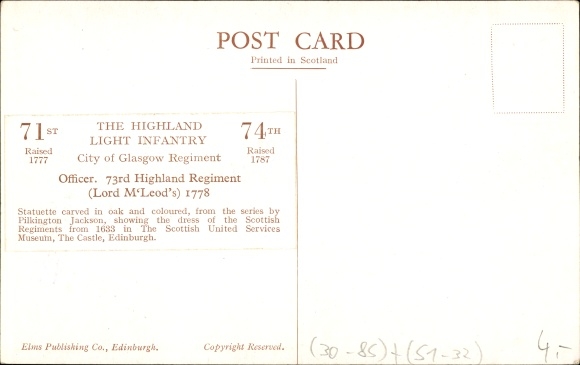 POST CARD
Printed in Scotland
71ST
Raised
1777
THE HIGHLAND
LIGHT INFANTRY
City of Glasgow Regiment
74TH
Raised
1787
Officer. 73rd Highland Regiment
(Lord M‘Leod's) 1778
Statuette carved in oak and coloured, from the series by
Pilkington Jackson, showing the dress of the Scottish
Regiments from 1633 in The Scottish United Services
Museum, The Castle, Edinburgh.
Elms Publishing Co., Edinburgh.
Copyright Reserved.
(30-85)+(51-32)
4,-